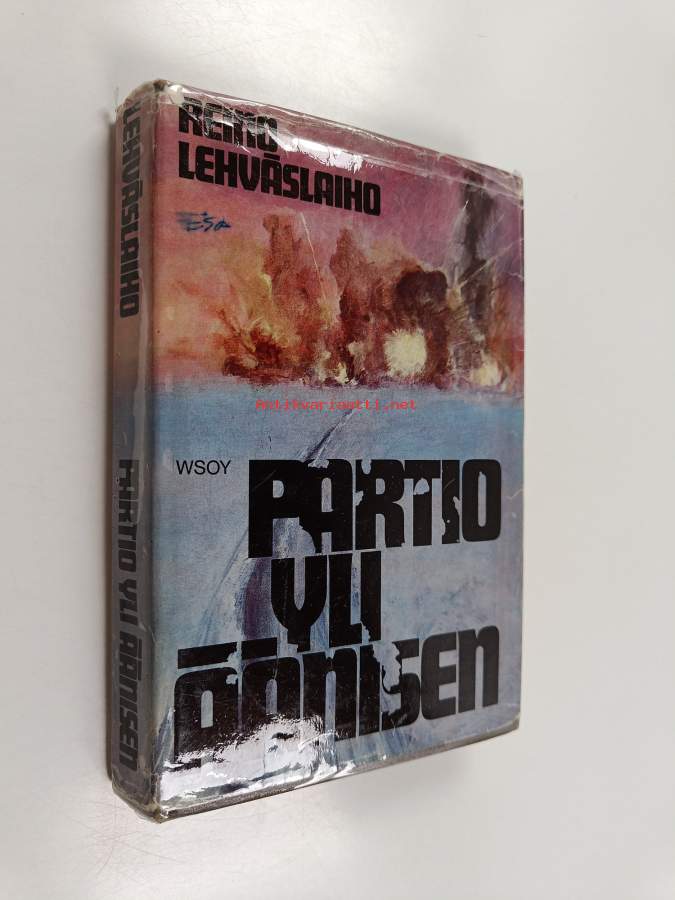 REINO
LEHVÄSLAIHO
Esa
Antikvariaatti.net
WSOY
PARTIO
YLI
ÄÄNISEN
LEHVÄSLAIHO
PARTIO YLI ÄÄNISEN